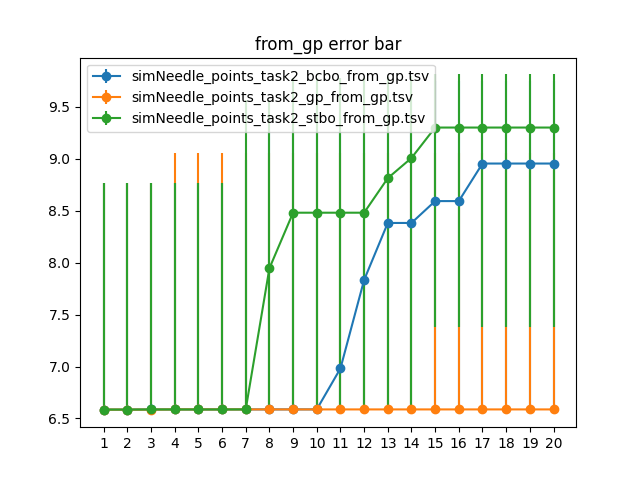 from_gp error bar
simNeedle_points_task2_bcbo_from_gp.tsv
simNeedle_points_task2_gp_from_gp.tsv
simNeedle_points_task2_stbo_from_gp.tsv
9.5
9.0
8.5
8.0
7.5
7.0
6.5
1 2 3 4 5 6 7 8 9 10 11 12 13 14 15 16 17 18 19 20